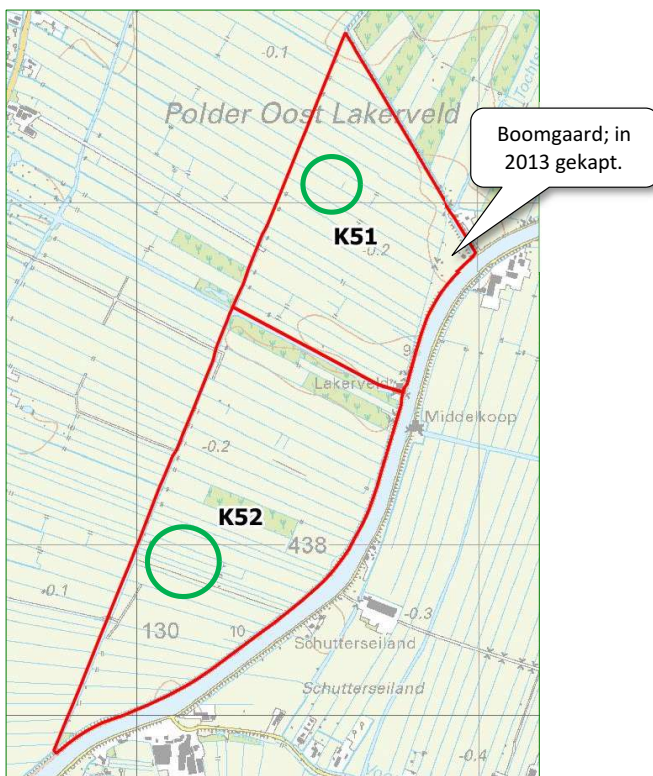 -0.1
Polder Oost Lakerveld
Boomgaard; in
2013 gekapt.
K51
-0.2
9
Lakerveld
Middelkoop
-0.2
K52
438
-0.1
130
10
-0.3
Schutterseiland
Schutterseiland
-0.4